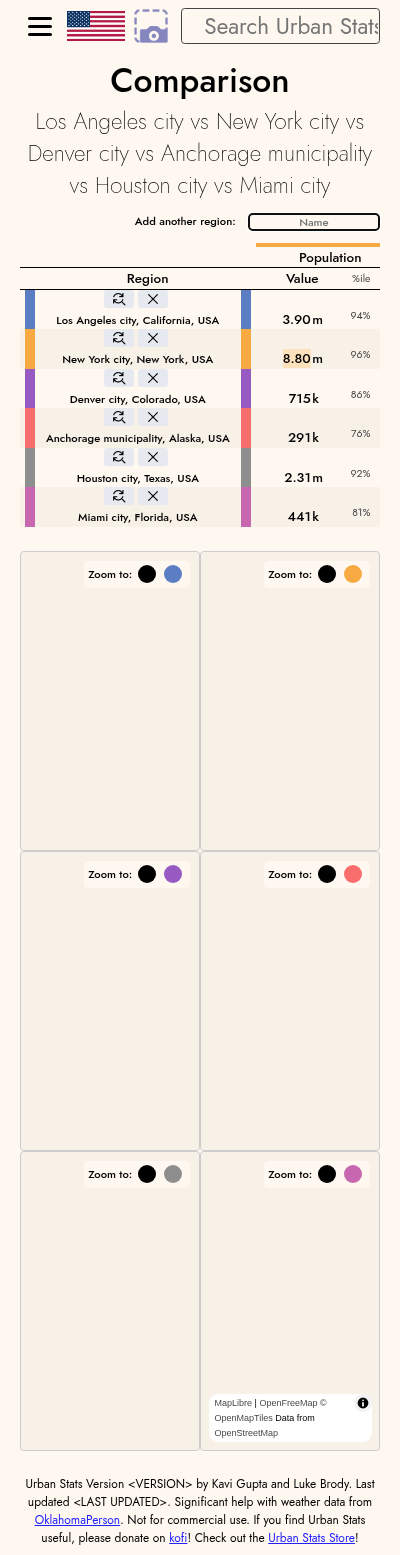 Search Urban Stats
Comparison
Los Angeles city vs New York city vs
Denver city vs Anchorage municipality
vs Houston city vs Miami city
Add another region: Name
Population
Region Value %ile
Los Angeles city, California, USA 3.90 m 94%
New York city, New York, USA 8.80 m 96%
Denver city, Colorado, USA 715 k 86%
Anchorage municipality, Alaska, USA 291 k 76%
Houston city, Texas, USA 2.31 m 92%
Miami city, Florida, USA 441 k 81%
Zoom to: Zoom to:
Zoom to: Zoom to:
Zoom to: Zoom to:
MapLibre | OpenFreeMap ©
OpenMapTiles Data from
OpenStreetMap
Urban Stats Version <VERSION> by Kavi Gupta and Luke Brody. Last
updated <LAST UPDATED>. Significant help with weather data from
OklahomaPerson. Not for commercial use. If you find Urban Stats
useful, please donate on kofi! Check out the Urban Stats Store!